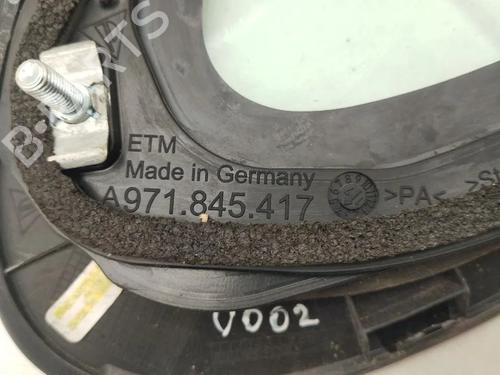 ETM
Made in Germany
A971.845.417
>PA<
V002